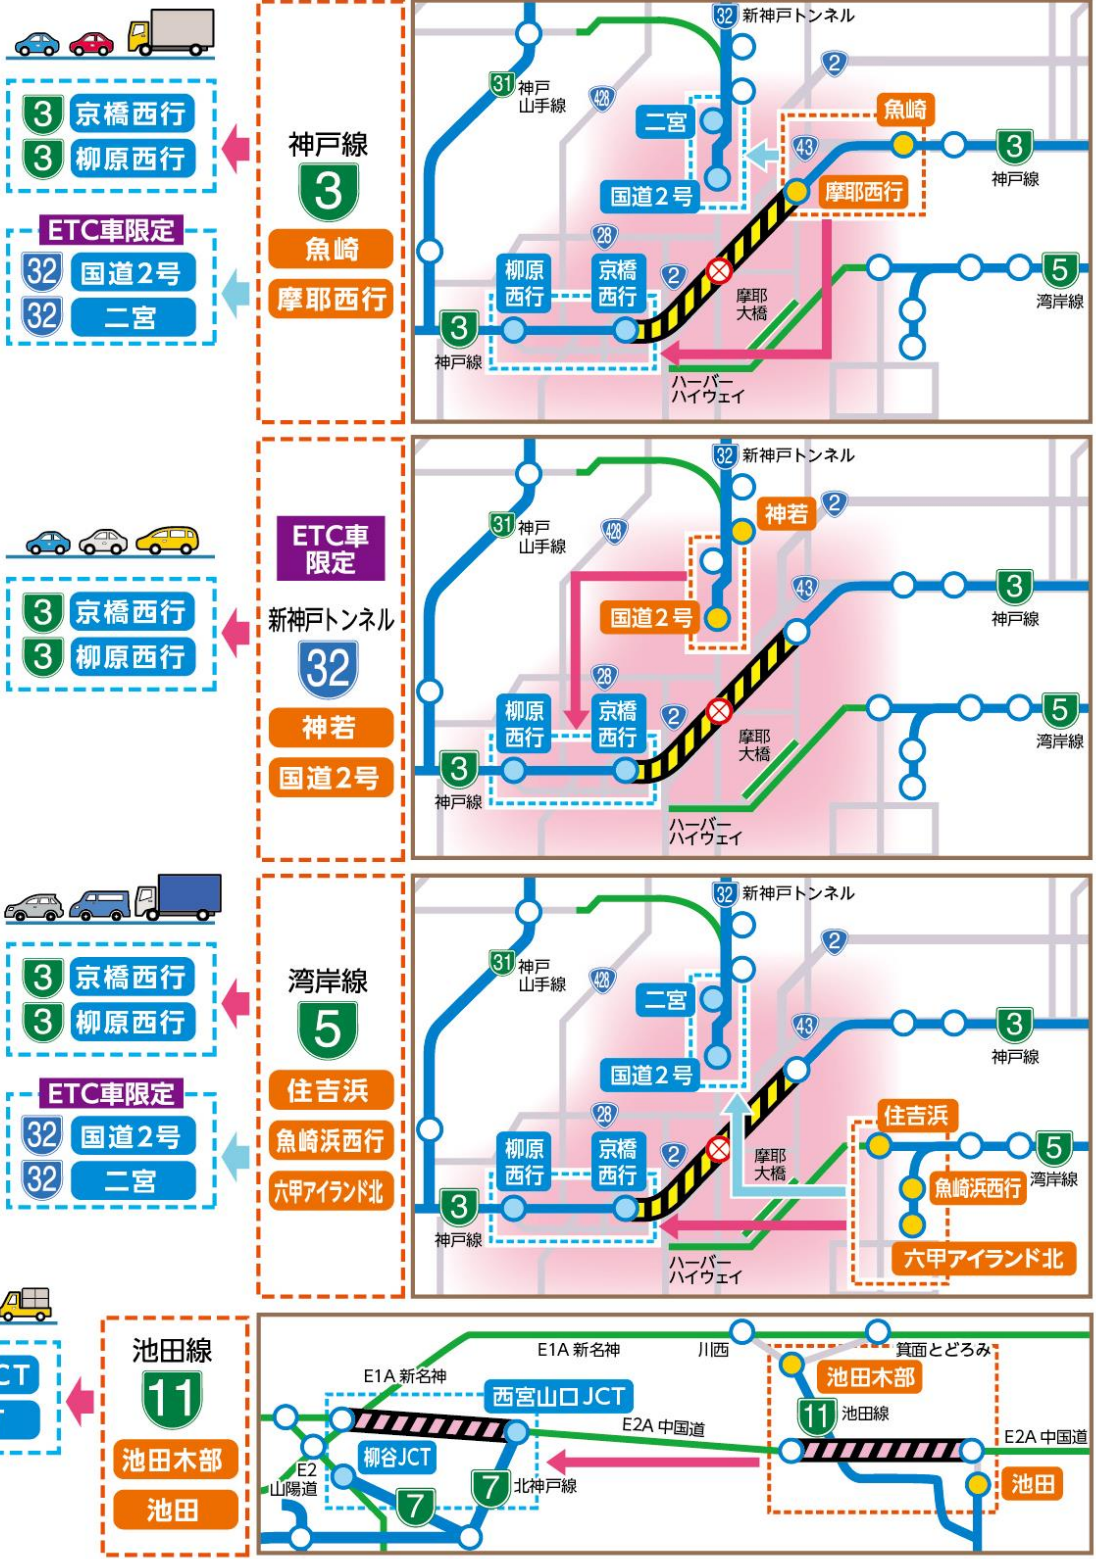 3 京橋西行
3 柳原西行
ETC車限定
32 国道2号
32 二宮
神戸線
3
魚崎
摩耶西行
32 新神戸トンネル
2
31 神戸
山手線
428
二宮
43
魚崎
3
神戸線
国道2号
摩耶西行
28
柳原
西行
京橋
西行
2
摩耶
大橋
5
湾岸線
3
神戸線
ハーバー
ハイウェイ
3 京橋西行
3 柳原西行
ETC車
限定
新神戸トンネル
32
神若
国道2号
32 新神戸トンネル
神若
2
31 神戸
山手線
428
43
3
神戸線
国道2号
28
柳原
西行
京橋
西行
2
摩耶
大橋
5
湾岸線
3
神戸線
ハーバー
ハイウェイ
3 京橋西行
3 柳原西行
ETC車限定
32 国道2号
32 二宮
湾岸線
5
住吉浜
魚崎浜西行
六甲アイランド北
32 新神戸トンネル
2
31 神戸
山手線
428
二宮
43
3
神戸線
国道2号
28
柳原
西行
京橋
西行
2
摩耶
大橋
住吉浜
5
湾岸線
魚崎浜西行
3
神戸線
六甲アイランド北
ハーバー
ハイウェイ
CT
T
池田線
11
池田木部
池田
E1A 新名神
川西
箕面とどろみ
E1A 新名神
池田木部
西宮山口JCT
11 池田線
E2A 中国道
E2A 中国道
柳谷JCT
E2
山陽道
7
7
北神戸線
池田